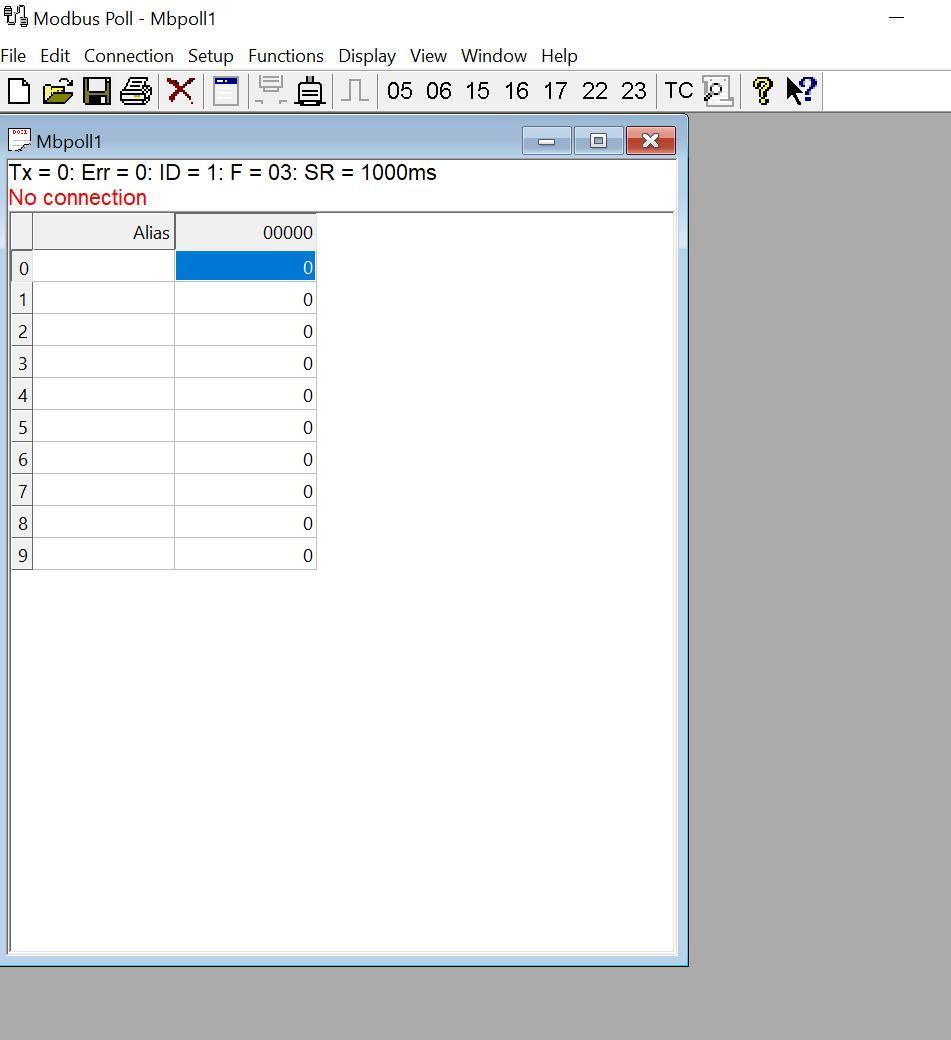 Modbus Poll - Mbpoll1
File Edit Connection Setup Functions Display View Window Help
05 06 15 16 17 22 23 TC
Mbpoll1
Tx = 0: Err = 0: ID = 1: F = 03: SR = 1000ms
No connection
Alias 00000
0 0
1 0
2 0
3 0
4 0
5 0
6 0
7 0
8 0
9 0